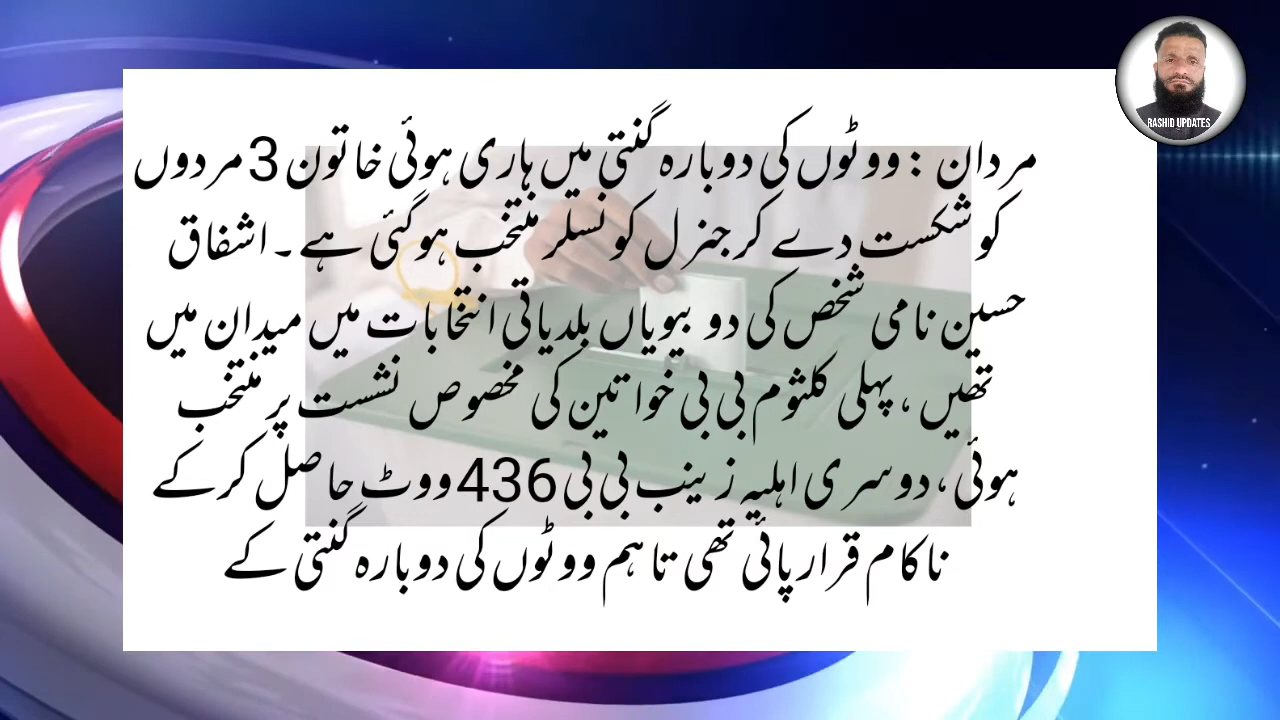 RASHID UPDATES
مردان : ووٹوں کی دوبارہ گنتی میں ہاری ہوئی خاتون 3 مردوں
کو شکست دے کر جنرل کونسلر منتخب ہوگئی ہے۔ اشفاق
حسین نامی شخص کی دو بیویاں بلدیاتی انتخابات میں میدان میں
تھیں، پہلی کلثوم بی بی خواتین کی مخصوص نشست پر منتخب
ہوئی، دوسری اہلیہ زینب بی بی 436 ووٹ حاصل کرکے
ناکام قرار پائی تھی تاہم ووٹوں کی دوبارہ گنتی کے